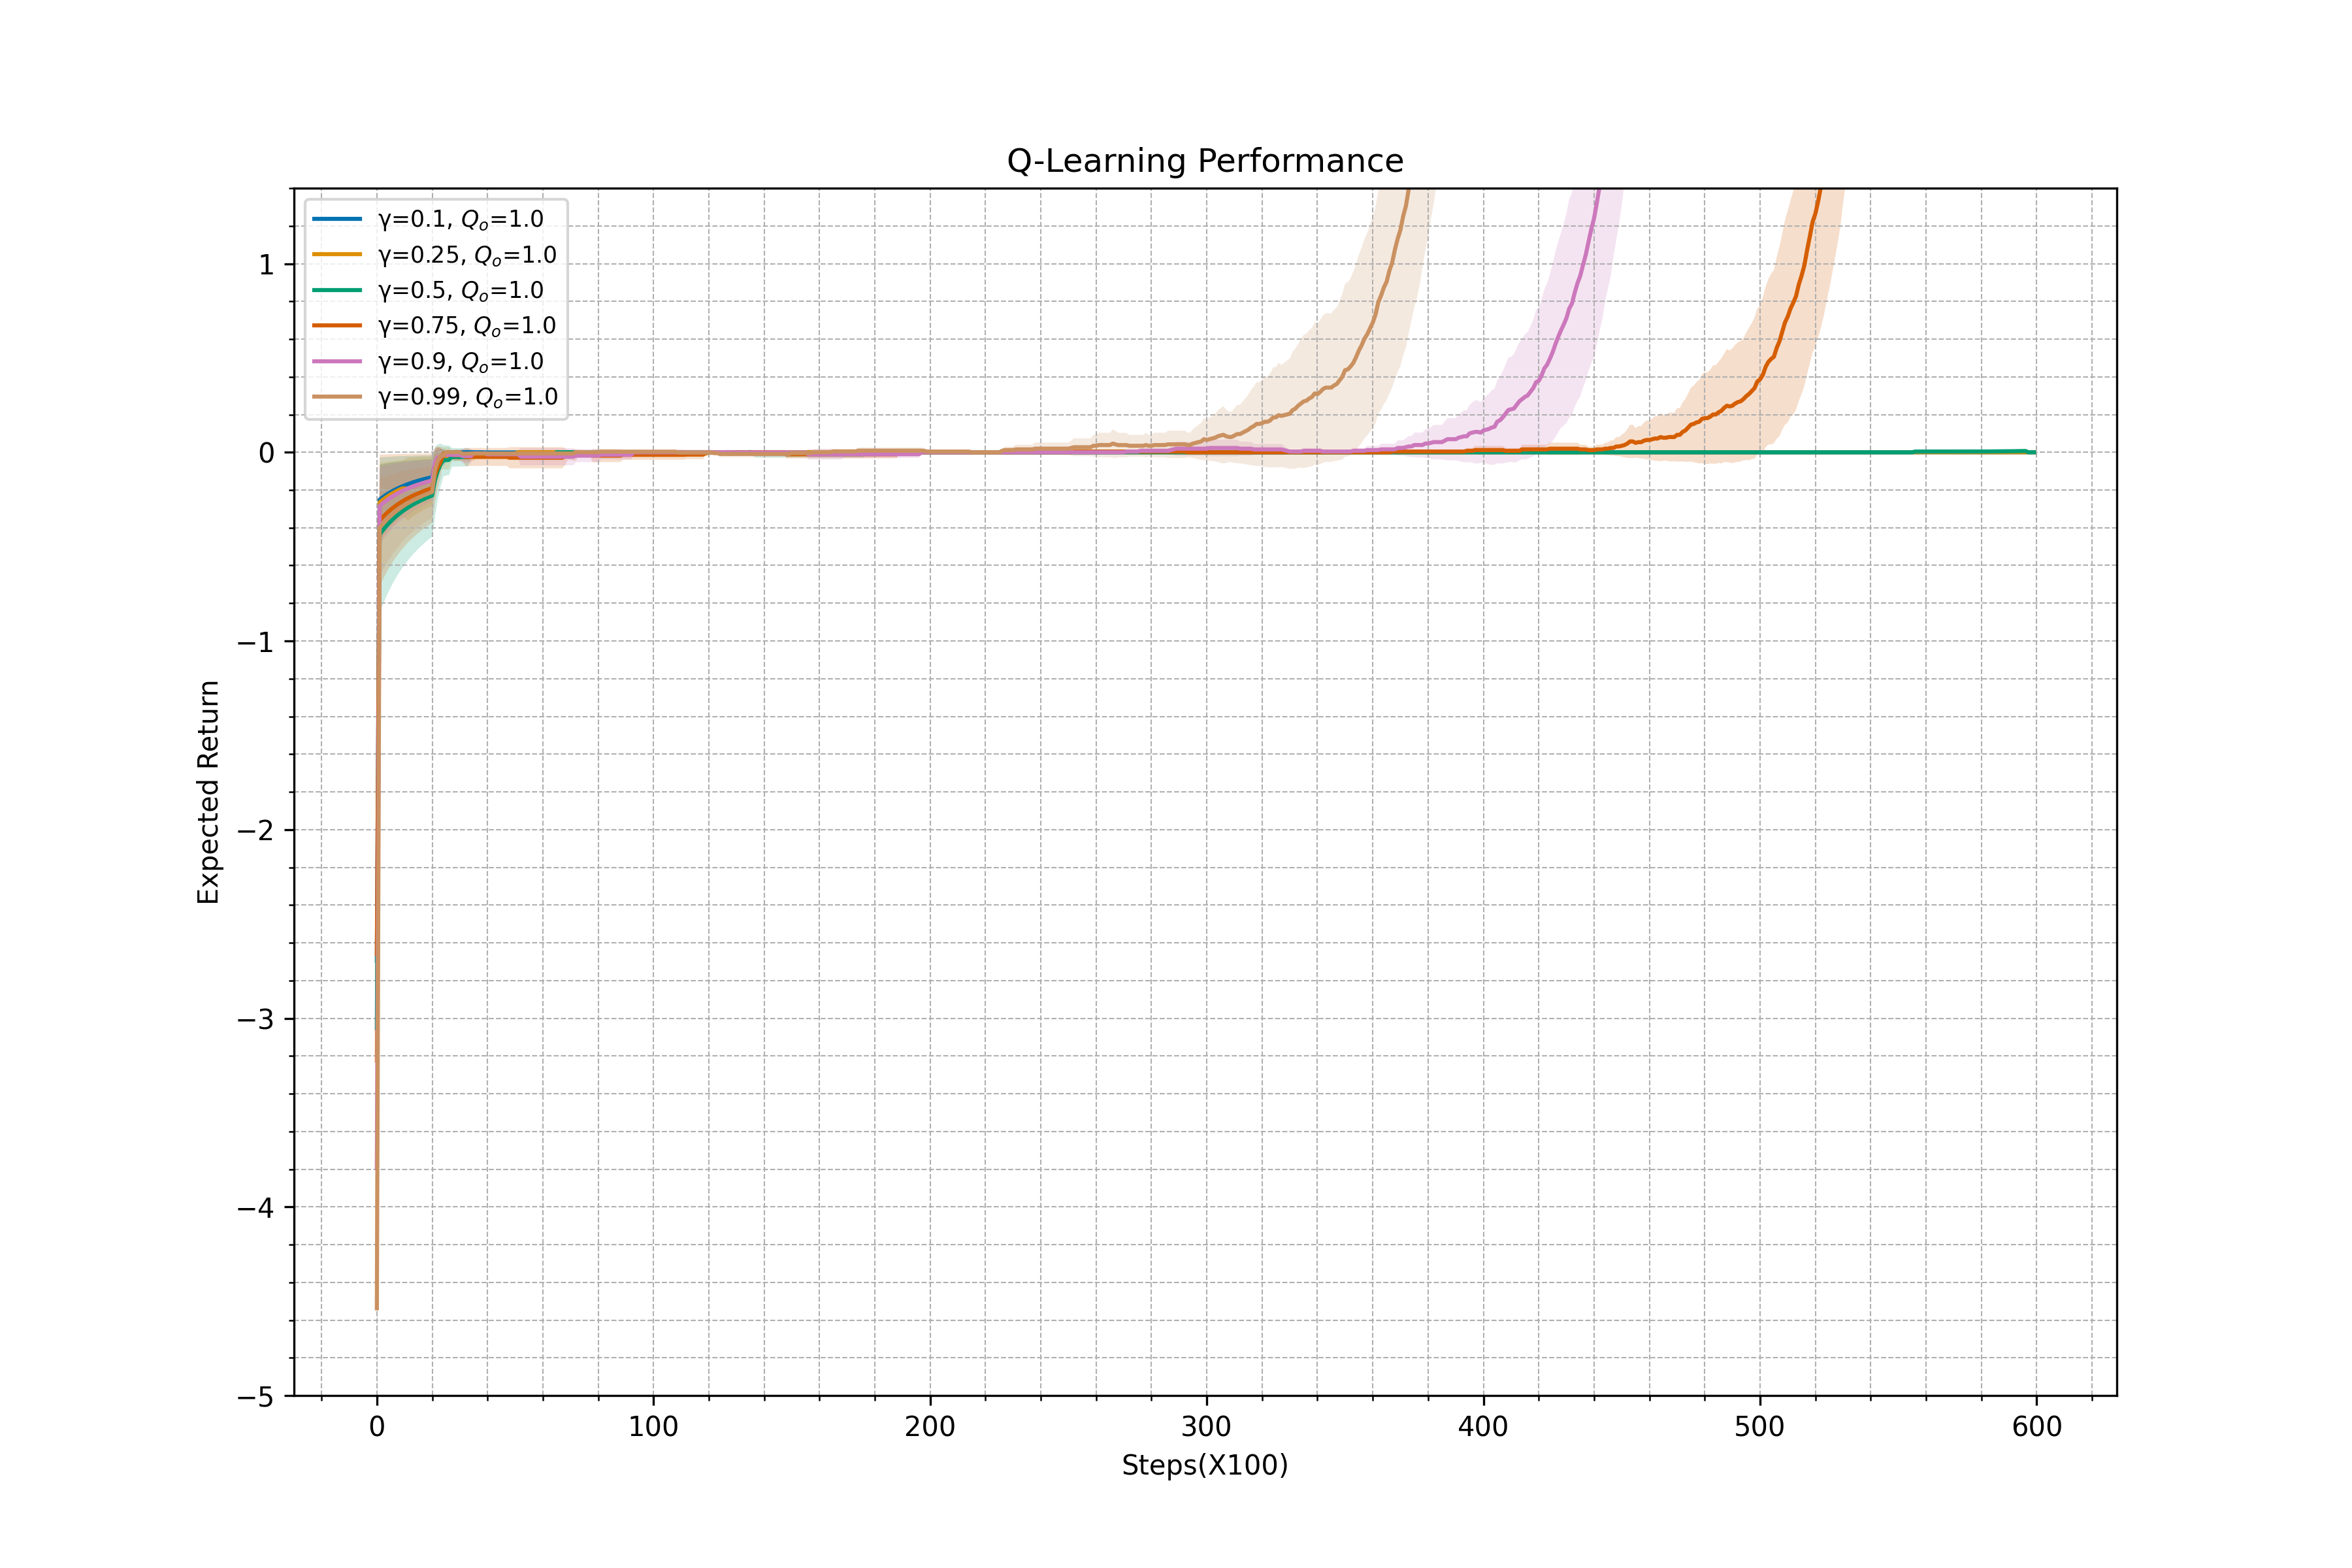 Q-Learning Performance
γ=0.1, Qₒ=1.0
γ=0.25, Qₒ=1.0
γ=0.5, Qₒ=1.0
γ=0.75, Qₒ=1.0
γ=0.9, Qₒ=1.0
γ=0.99, Qₒ=1.0
1
0
−1
−2
−3
−4
−5
Expected Return
0 100 200 300 400 500 600
Steps(X100)